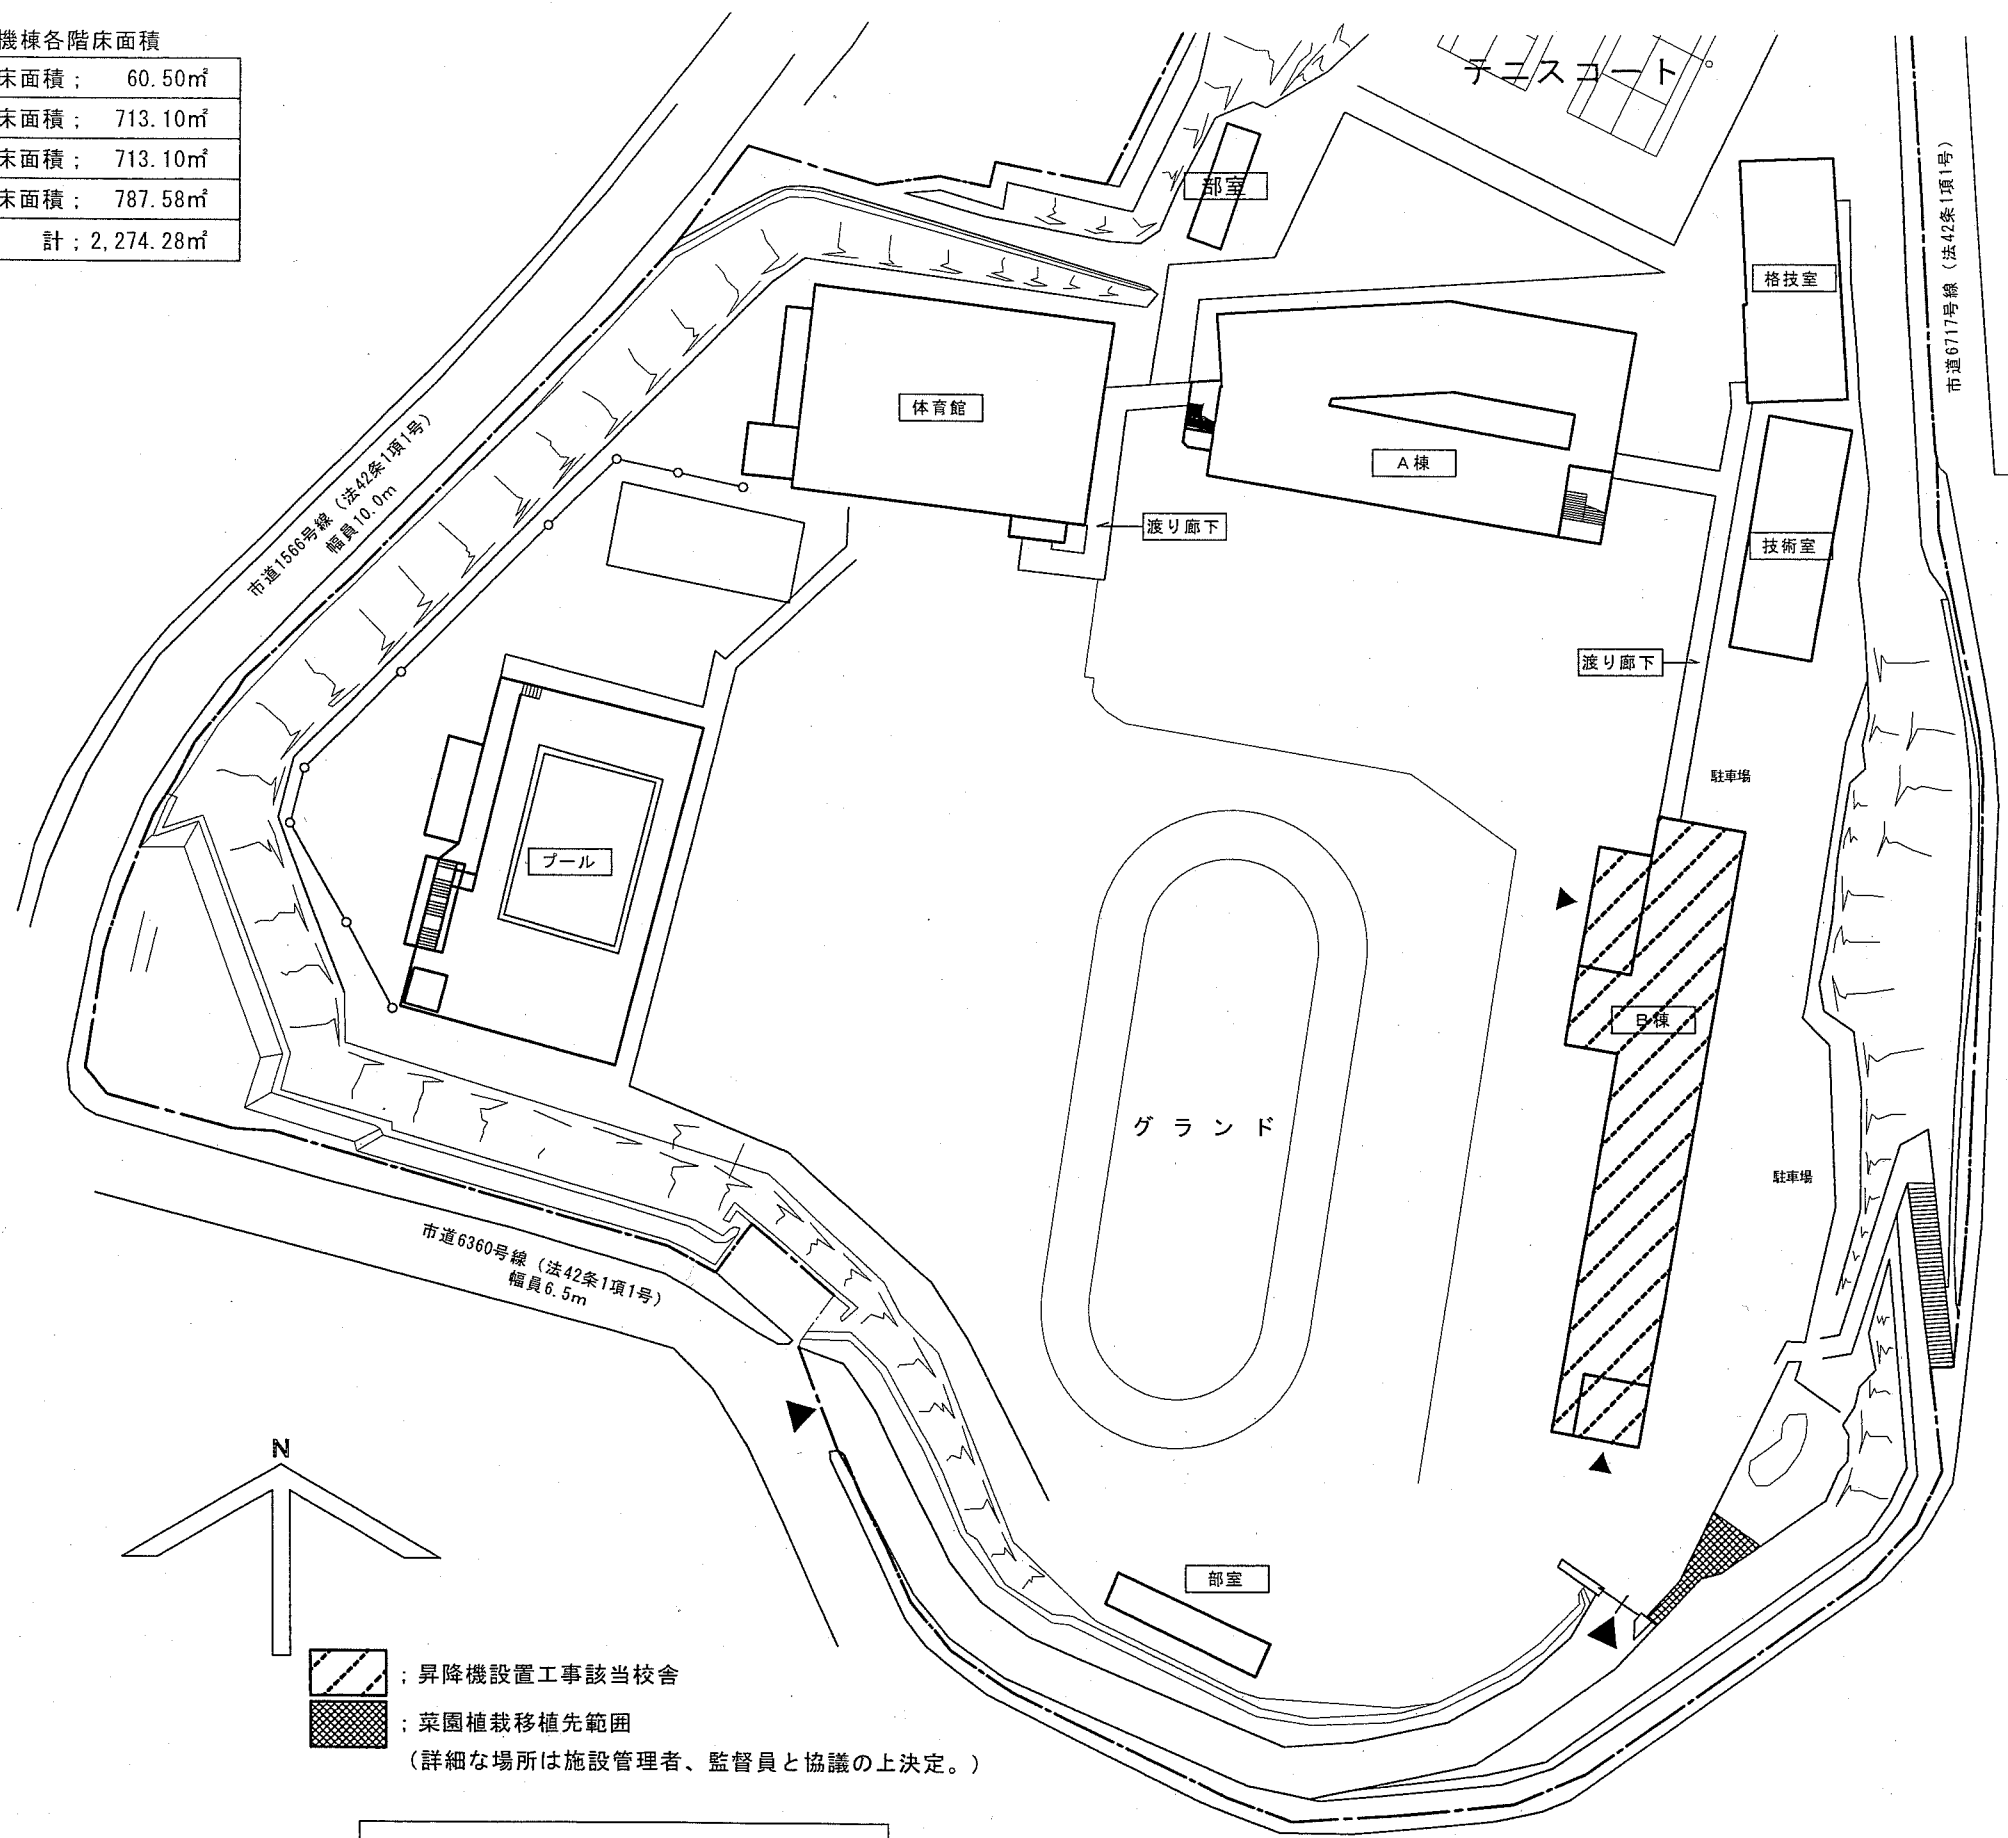 機棟各階床面積
床面積； 60.50㎡
床面積； 713.10㎡
床面積； 713.10㎡
床面積； 787.58㎡
計；2,274.28㎡
テニスコート
部室
格技室
市道6717号線（法42条1項1号）
体育館
A棟
市道1566号線（法42条1項1号）
幅員10.0m
渡り廊下
技術室
渡り廊下
駐車場
プール
B棟
グランド
駐車場
市道6360号線（法42条1項1号）
幅員6.5m
N
部室
；昇降機設置工事該当校舎
；菜園植栽移植先範囲
（詳細な場所は施設管理者、監督員と協議の上決定。）